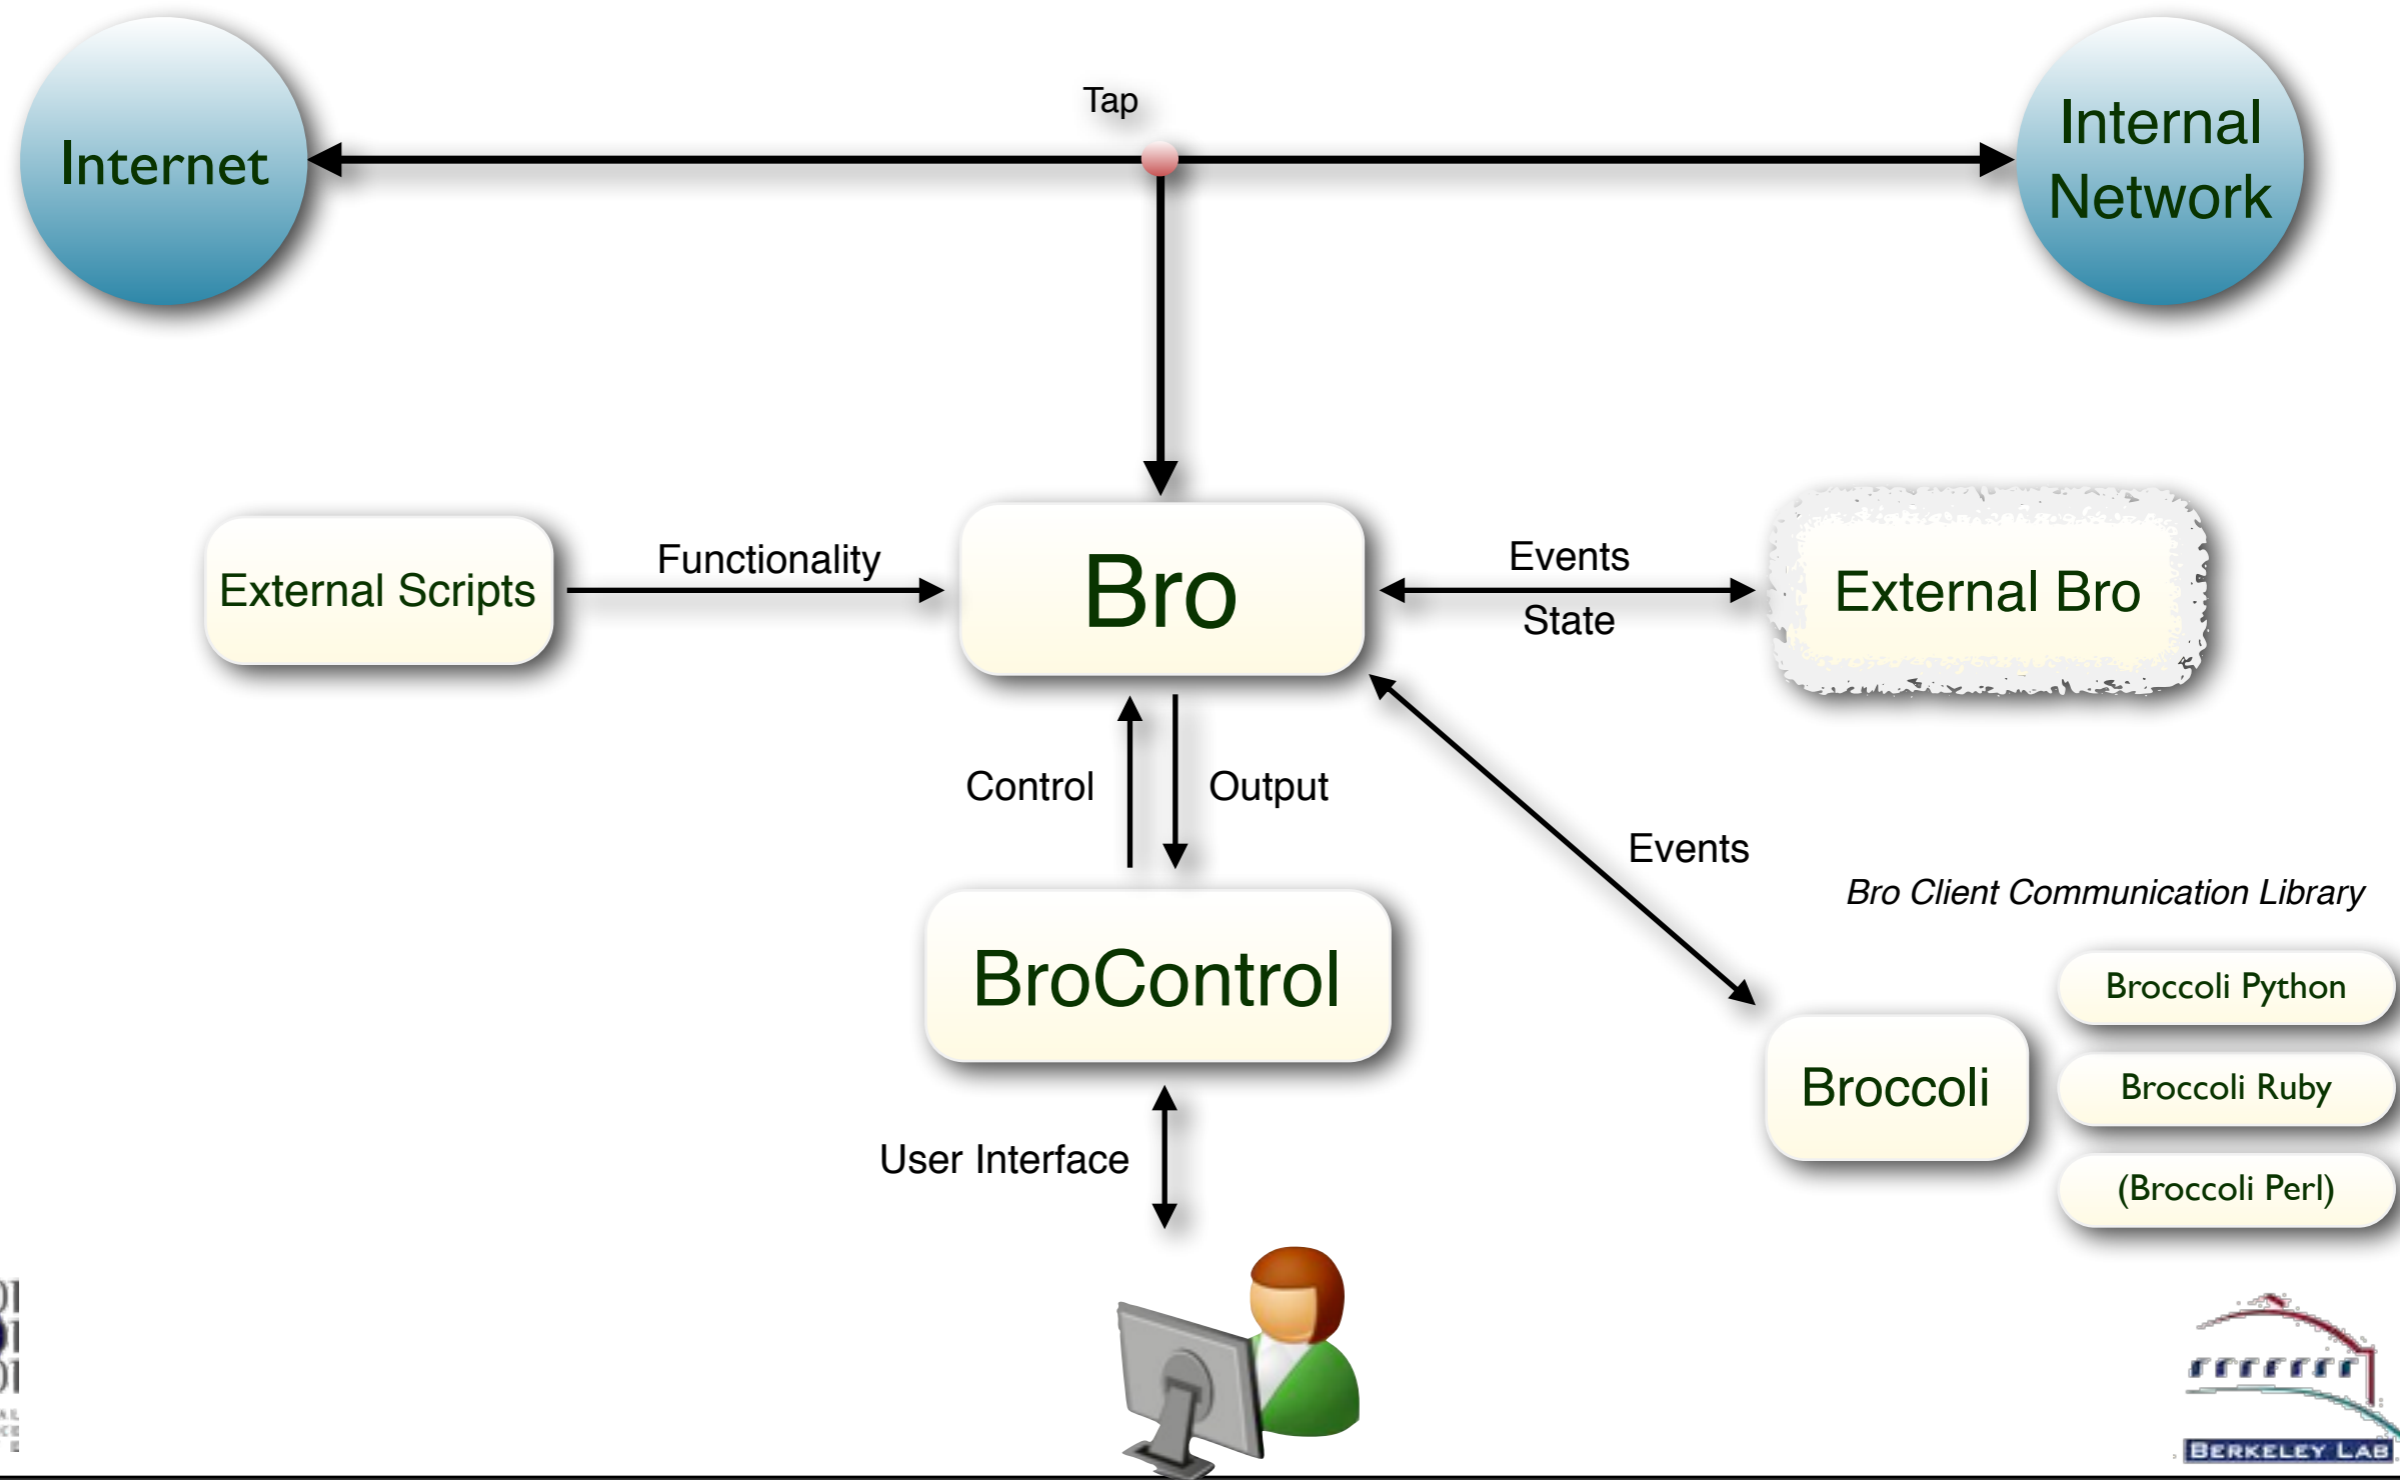 Tap
Internet
Internal
Network
External Scripts
Functionality
Bro
Events
State
External Bro
Control
Output
Events
Bro Client Communication Library
BroControl
Broccoli Python
Broccoli
Broccoli Ruby
(Broccoli Perl)
User Interface
BERKELEY LAB